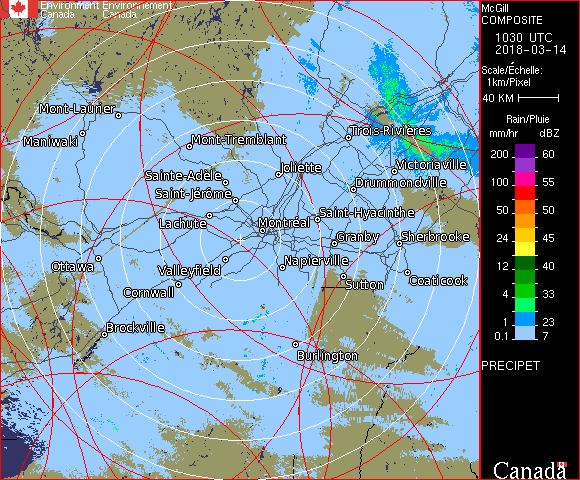 Environment Environnement
Canada Canada
McGill
COMPOSITE
1030 UTC
2018-03-14
Scale/Échelle:
1km/Pixel
40 KM
Rain/Pluie
mm/hr dBZ
200 60
100 55
50 50
24 45
12 40
4 33
1 23
0.1 7
PRECIPET
Canada
Mont-Laurier
Maniwaki
Mont-Tremblant
Trois-Rivières
Joliette
Victoriaville
Sainte-Adèle
Drummondville
Saint-Jérôme
Saint-Hyacinthe
Lachute
Montréal
Granby
Sherbrooke
Ottawa
Valleyfield
Napierville
Sutton
Coaticook
Cornwall
Brockville
Burlington